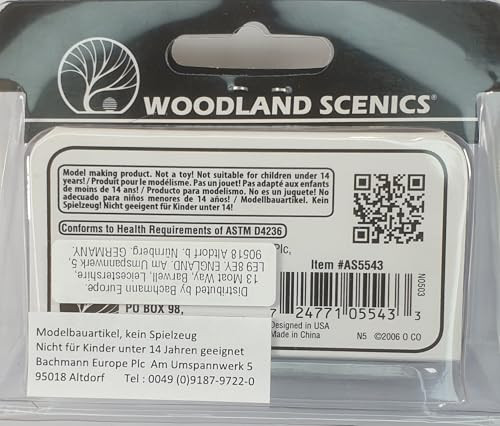 WOODLAND SCENICS®
Model making product. Not a toy! Not suitable for children under 14
years! / Produit pour le modélisme. Pas un jouet! Pas adapté aux enfants
de moins de 14 ans! / Producto para modelismo. No es un juguete! No
adecuado para niños menores de 14 años! / Modellbauartikel. Kein
Spielzeug! Nicht geeignet für Kinder unter 14!
Conforms to Health Requirements of ASTM D4236
Plc,
Item #AS5543
Distributed by Bachmann Europe,
13 Moat Way, Barwell, Leicestershire,
LE9 8EY. ENGLAND. Am Umspannwerk,5
90518 Altdorf b. Nürnberg. GERMANY.
PO BOX 98,
N0503
7 24771 05543 3
Designed in USA
Made in China
N5 ©2006 O CO
Modelbauartikel, kein Spielzeug
Nicht für Kinder unter 14 Jahren geeignet
Bachmann Europe Plc Am Umspannwerk 5
95018 Altdorf Tel : 0049 (0)9187-9722-0